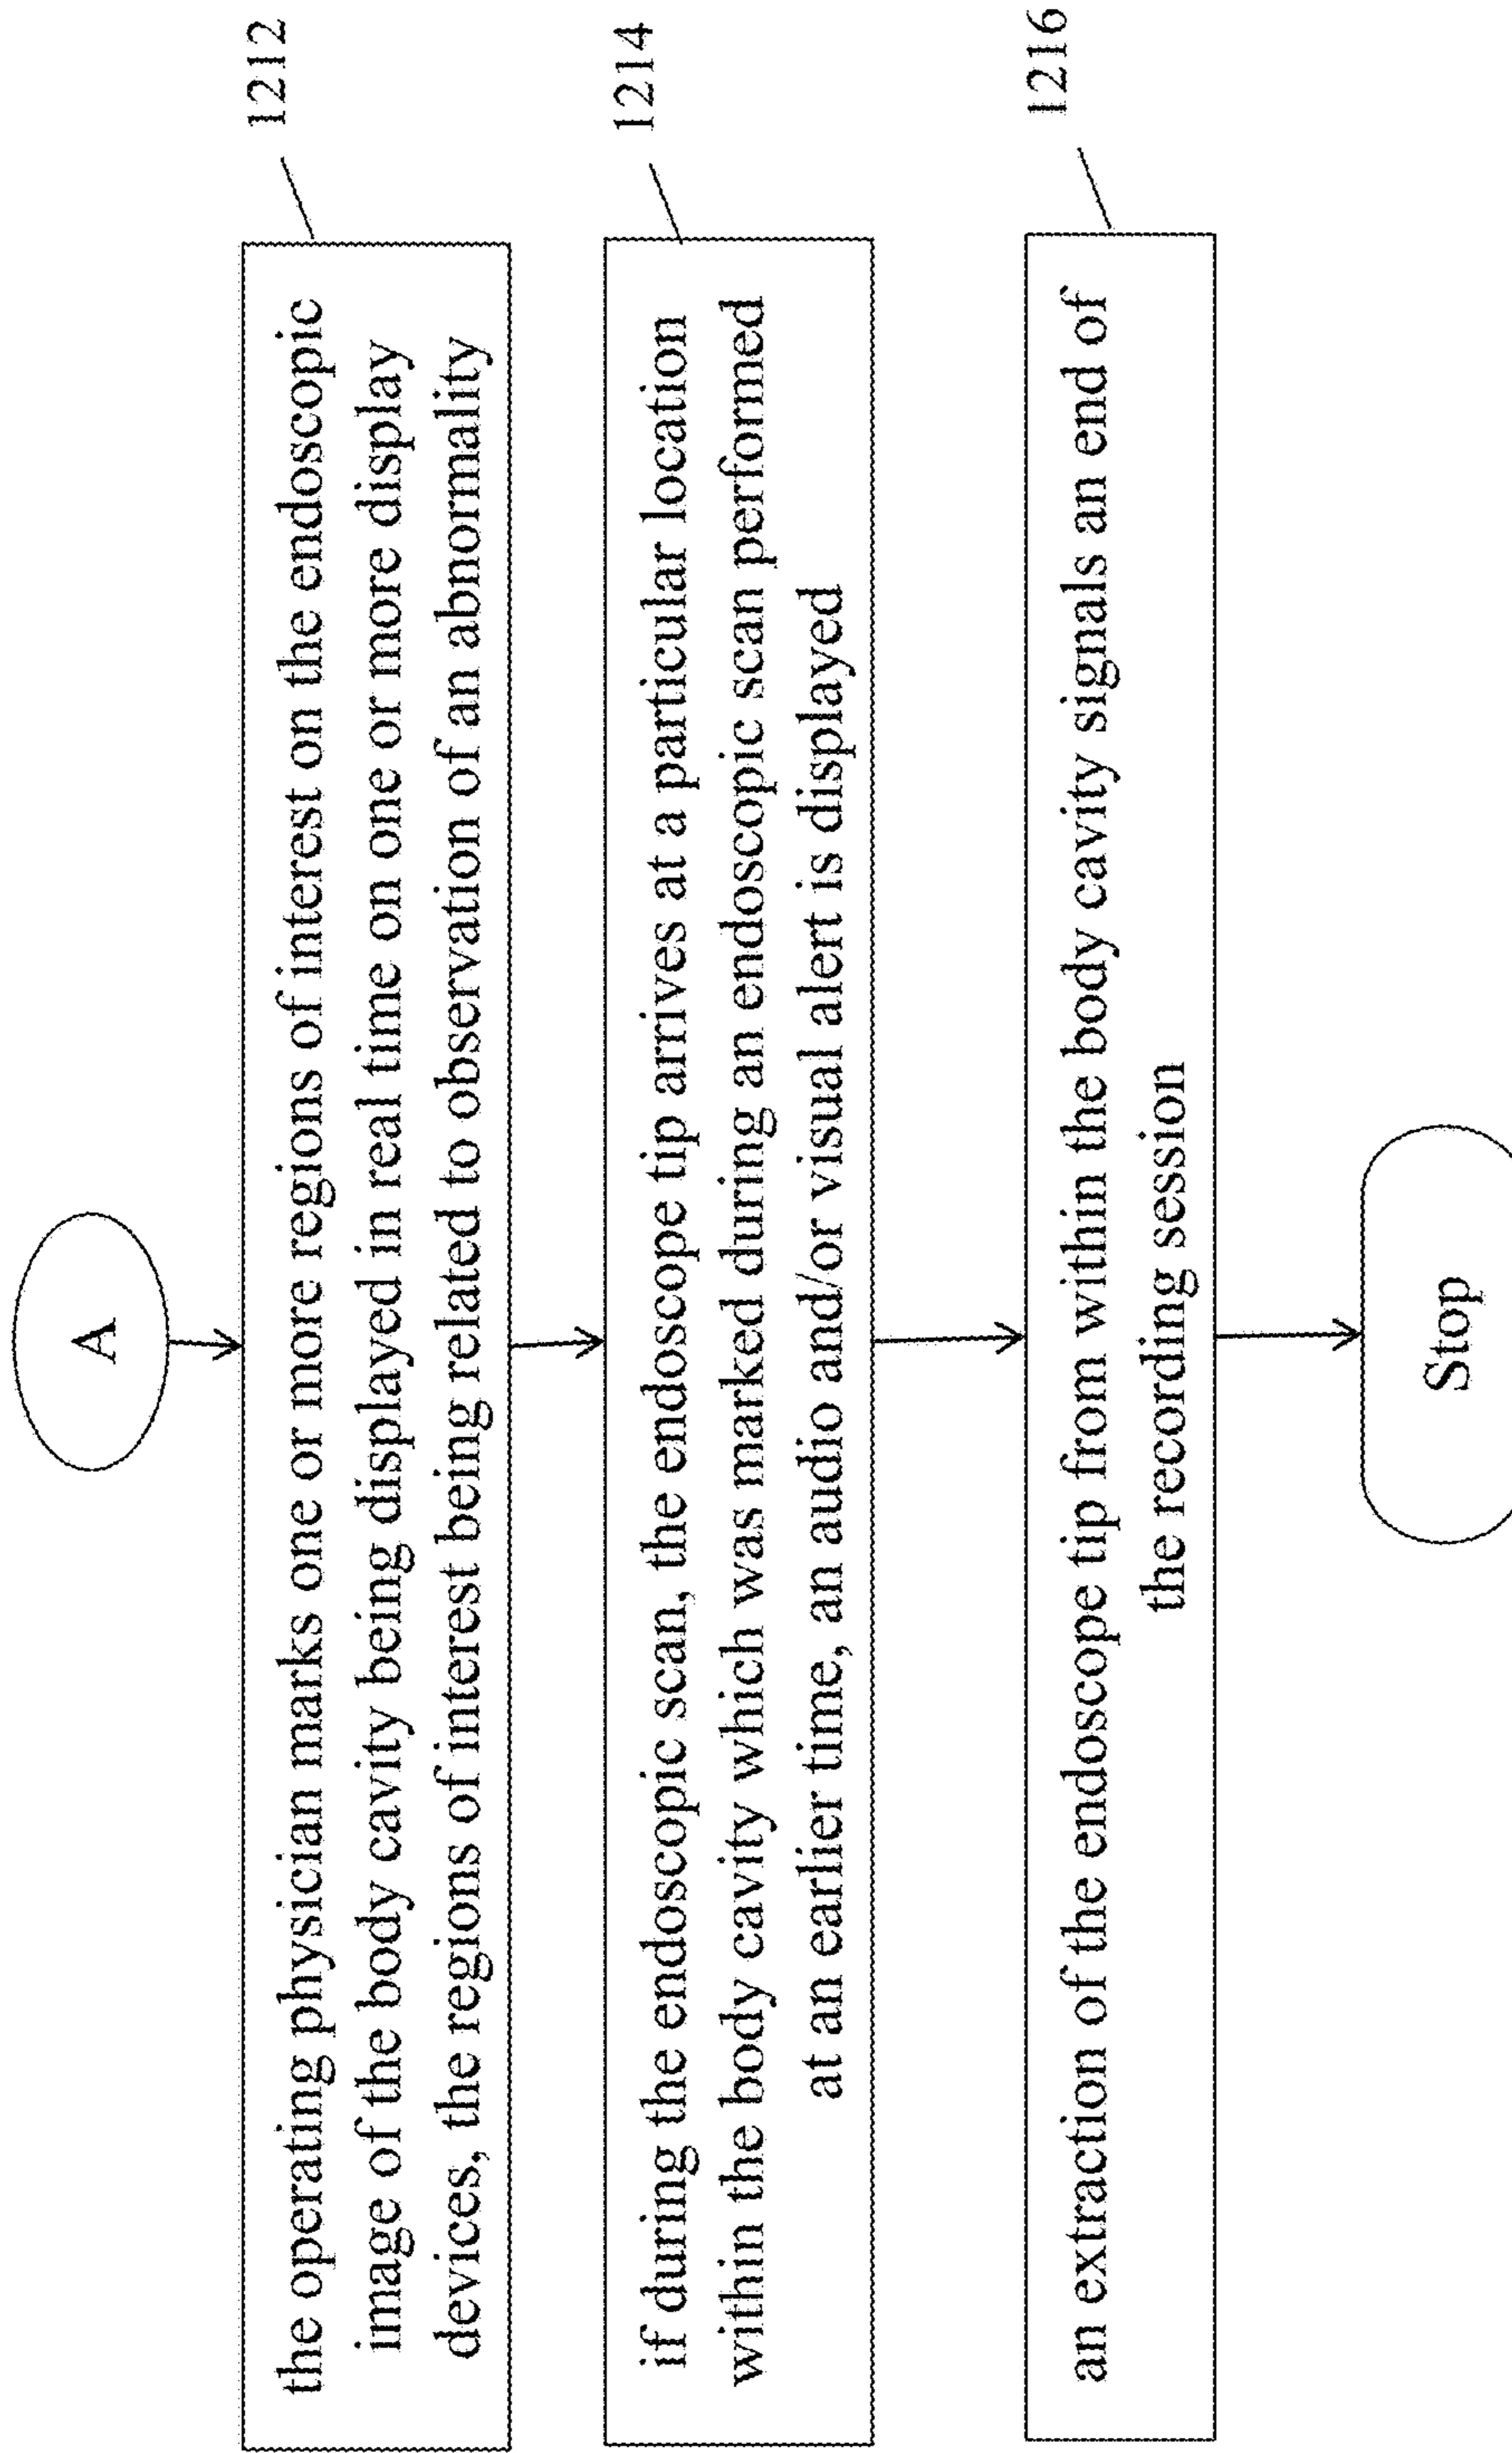 A
the operating physician marks one or more regions of interest on the endoscopic
image of the body cavity being displayed in real time on one or more display
devices, the regions of interest being related to observation of an abnormality
1212
if during the endoscopic scan, the endoscope tip arrives at a particular location
within the body cavity which was marked during an endoscopic scan performed
at an earlier time, an audio and/or visual alert is displayed
1214
an extraction of the endoscope tip from within the body cavity signals an end of
the recording session
1216
Stop